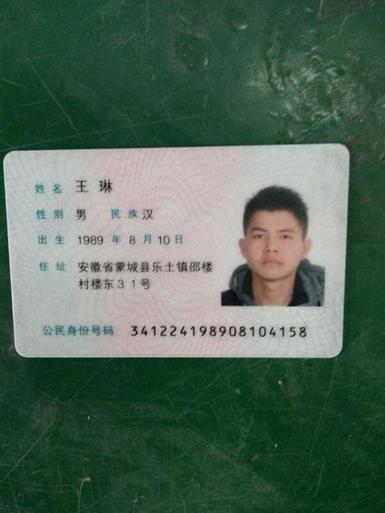 姓名 王琳
性别 男 民族 汉
出生 1989 年 8 月 10 日
住址 安徽省蒙城县乐土镇邵楼
村楼东31号
公民身份号码 341224198908104158